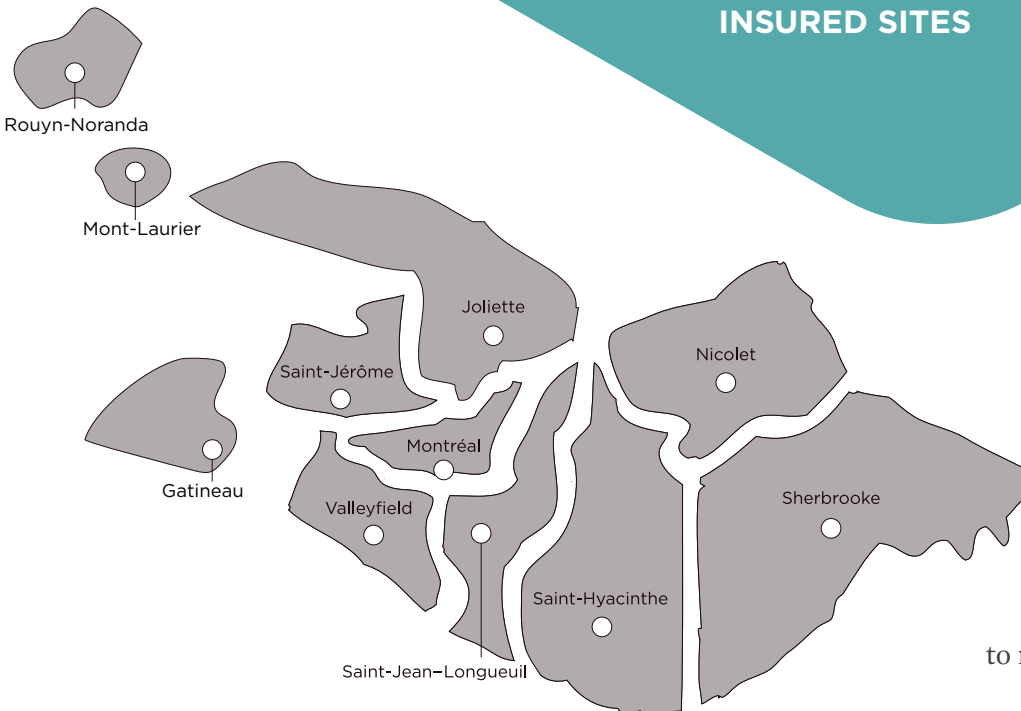 INSURED SITES
Rouyn-Noranda
Mont-Laurier
Joliette
Nicolet
Saint-Jérôme
Montréal
Gatineau
Valleyfield
Sherbrooke
Saint-Hyacinthe
Saint-Jean–Longueuil
to